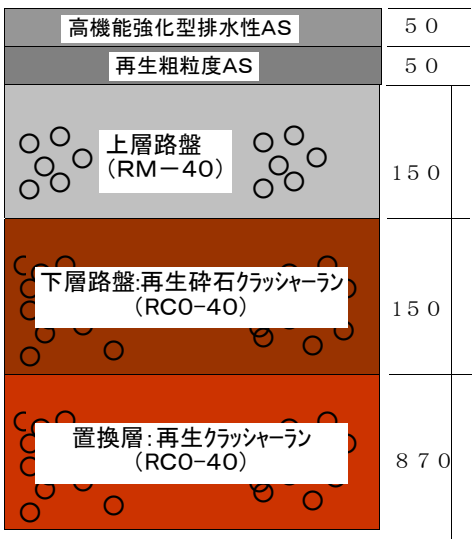 高機能強化型排水性AS
50
再生粗粒度AS
50
上層路盤
(RM－40)
150
下層路盤:再生砕石クラッシャーラン
(RC0-40)
150
置換層:再生クラッシャーラン
(RC0-40)
870